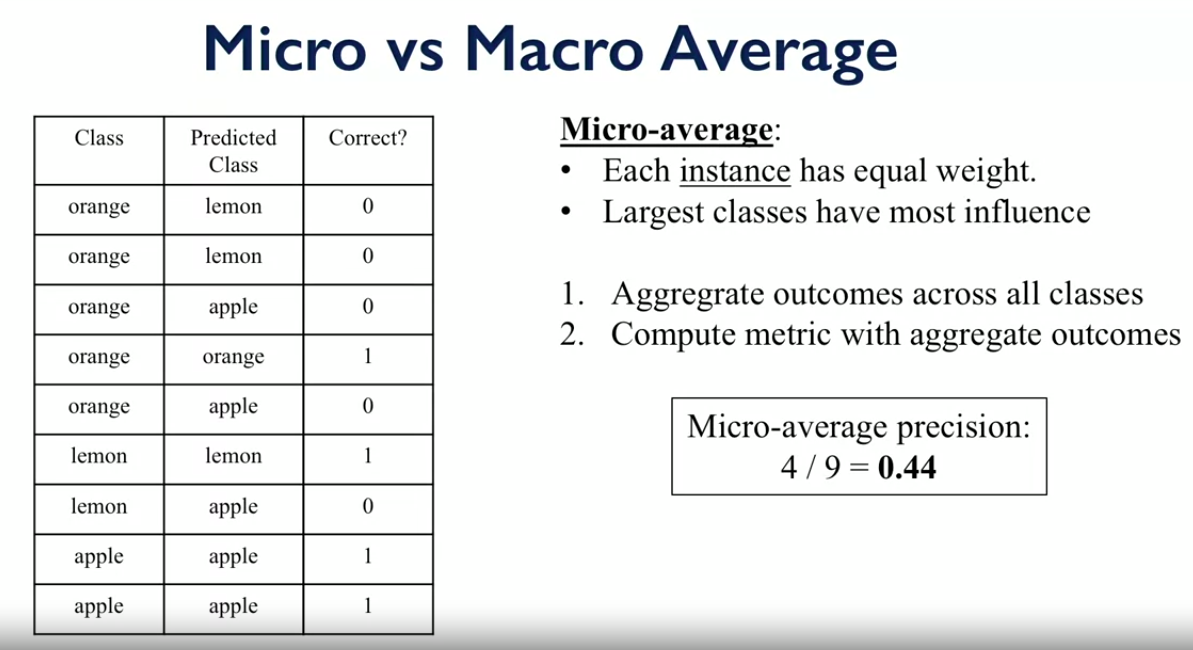 Micro vs Macro Average
Class Predicted Class Correct?
orange lemon 0
orange lemon 0
orange apple 0
orange orange 1
orange apple 0
lemon lemon 1
lemon apple 0
apple apple 1
apple apple 1
Micro-average:
• Each instance has equal weight.
• Largest classes have most influence
1. Aggregrate outcomes across all classes
2. Compute metric with aggregate outcomes
Micro-average precision:
4 / 9 = 0.44